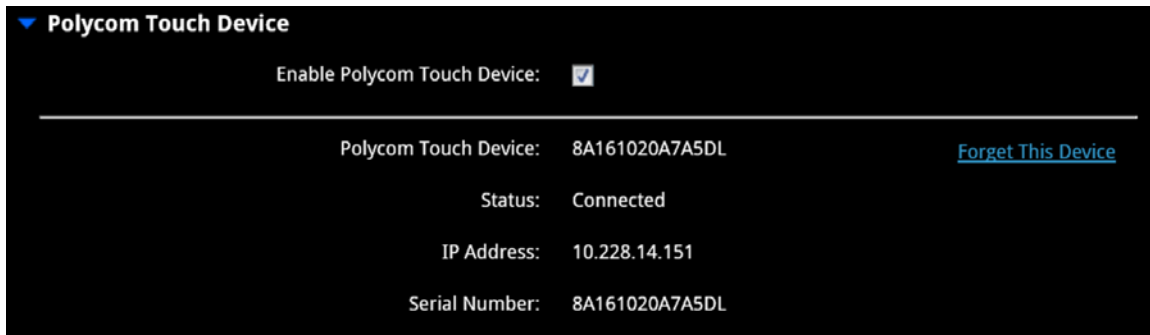 Polycom Touch Device
Enable Polycom Touch Device:
Polycom Touch Device: 8A161020A7A5DL Forget This Device
Status: Connected
IP Address: 10.228.14.151
Serial Number: 8A161020A7A5DL